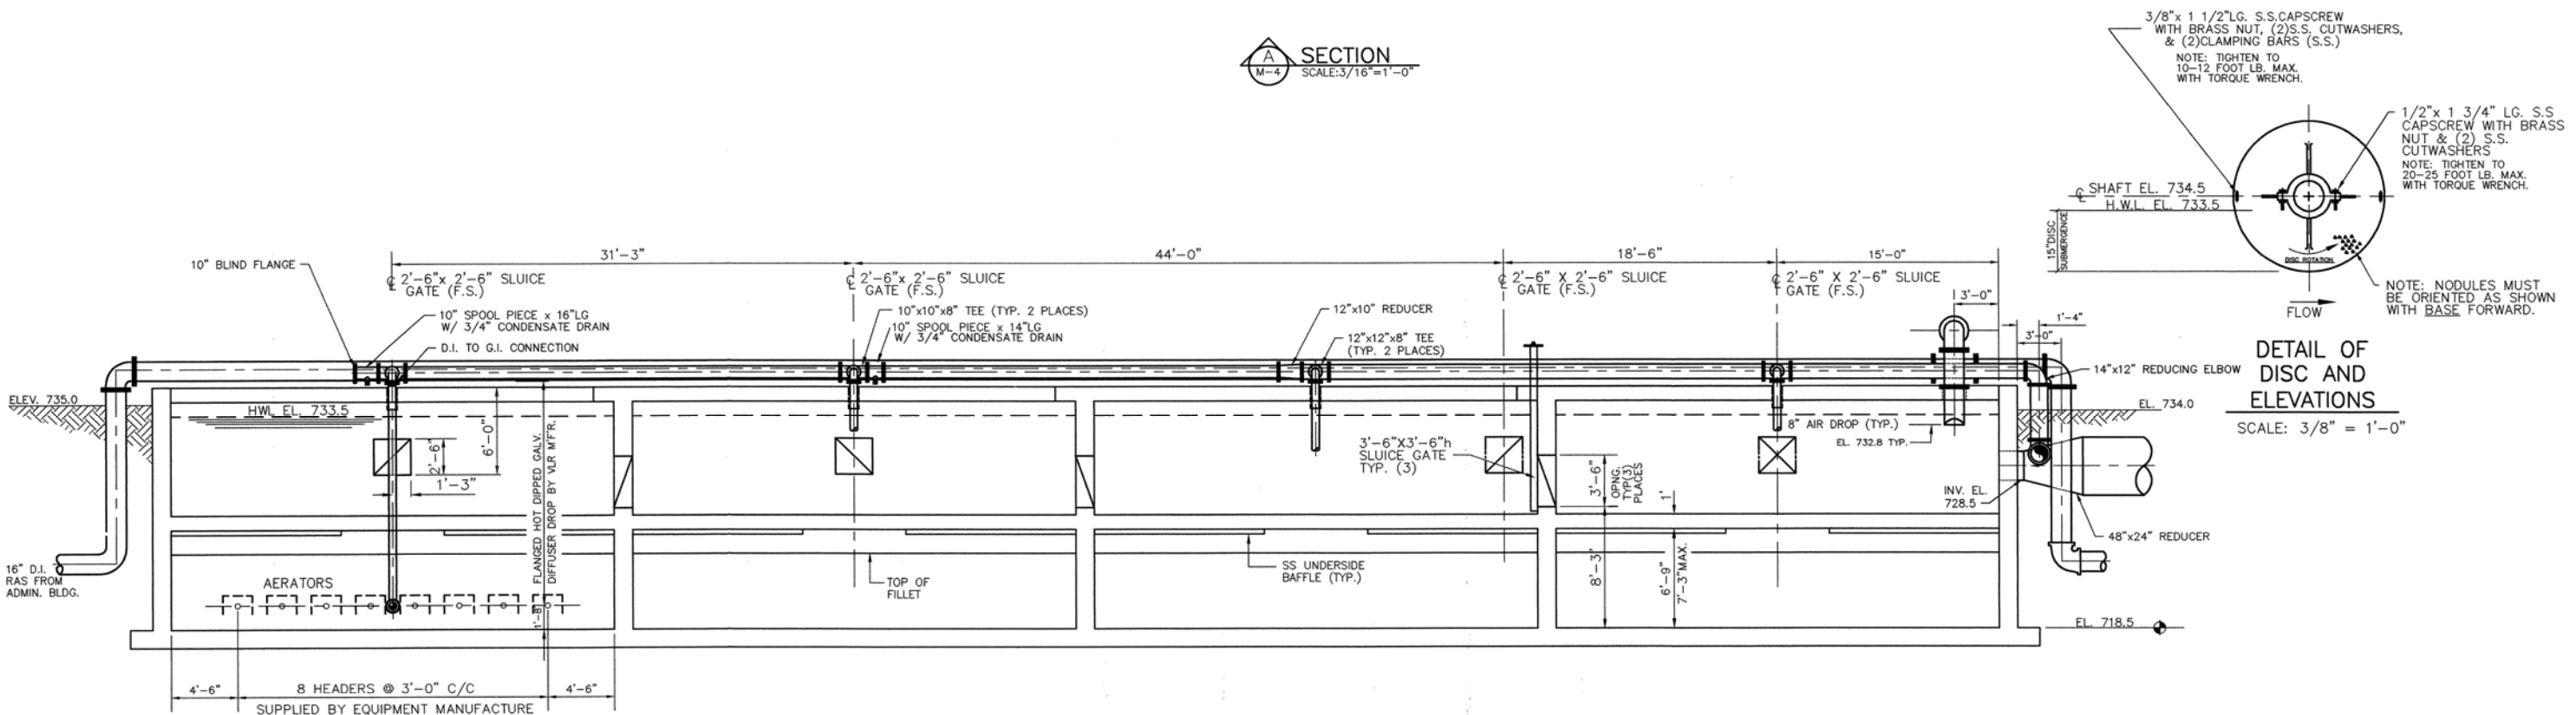 A
M-4
SECTION
SCALE:3/16"=1'-0"
3/8"x 1 1/2"LG. S.S.CAPSCREW
WITH BRASS NUT, (2)S.S. CUTWASHERS,
& (2)CLAMPING BARS (S.S.)
NOTE: TIGHTEN TO
10-12 FOOT LB. MAX.
WITH TORQUE WRENCH.
1/2"x 1 3/4" LG. S.S
CAPSCREW WITH BRASS
NUT & (2) S.S.
CUTWASHERS
NOTE: TIGHTEN TO
20-25 FOOT LB. MAX.
WITH TORQUE WRENCH.
℄ SHAFT EL. 734.5
H.W.L. EL. 733.5
15"DISC
SUBMERGENCE
DISC ROTATION
FLOW
NOTE: NODULES MUST
BE ORIENTED AS SHOWN
WITH BASE FORWARD.
DETAIL OF
DISC AND
ELEVATIONS
SCALE: 3/8" = 1'-0"
31'-3"
44'-0"
18'-6"
15'-0"
10" BLIND FLANGE
℄ 2'-6"x 2'-6" SLUICE
GATE (F.S.)
℄ 2'-6"x 2'-6" SLUICE
GATE (F.S.)
℄ 2'-6" X 2'-6" SLUICE
GATE (F.S.)
℄ 2'-6" X 2'-6" SLUICE
GATE (F.S.)
3'-0"
1'-4"
3'-0"
10" SPOOL PIECE x 16"LG
W/ 3/4" CONDENSATE DRAIN
D.I. TO G.I. CONNECTION
10"x10"x8" TEE (TYP. 2 PLACES)
10" SPOOL PIECE x 14"LG
W/ 3/4" CONDENSATE DRAIN
12"x10" REDUCER
12"x12"x8" TEE
(TYP. 2 PLACES)
14"x12" REDUCING ELBOW
ELEV. 735.0
HWL EL. 733.5
EL. 734.0
2'-6"
6'-0"
1'-3"
FLANGED HOT DIPPED GALV.
DIFFUSER DROP BY VLR M'F'R.
1'-8"
3'-6"X3'-6"h
SLUICE GATE
TYP. (3)
3'-6"
OPNG.
TYP(3)
PLACES
1'
8" AIR DROP (TYP.)
EL. 732.8 TYP.
INV. EL.
728.5
48"x24" REDUCER
16" D.I.
RAS FROM
ADMIN. BLDG.
AERATORS
TOP OF
FILLET
SS UNDERSIDE
BAFFLE (TYP.)
8'-3"
6'-9"
7'-3"MAX.
EL. 718.5
4'-6"
8 HEADERS @ 3'-0" C/C
4'-6"
SUPPLIED BY EQUIPMENT MANUFACTURE